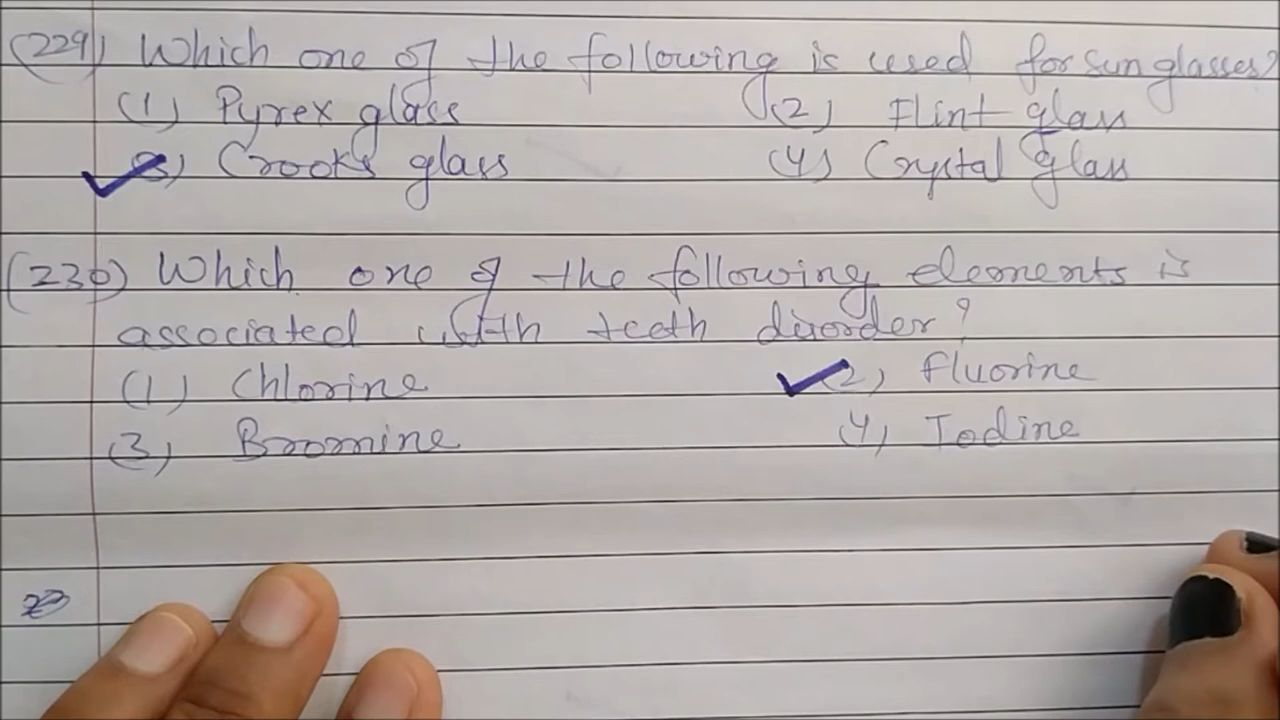 (229) Which one of the following is used for sunglasses?
(1) Pyrex glass (2) Flint glass
(3) Crooks glass (4) Crystal glass
(230) Which one of the following elements is
associated with teeth disorder?
(1) Chlorine (2) Fluorine
(3) Bromine (4) Iodine